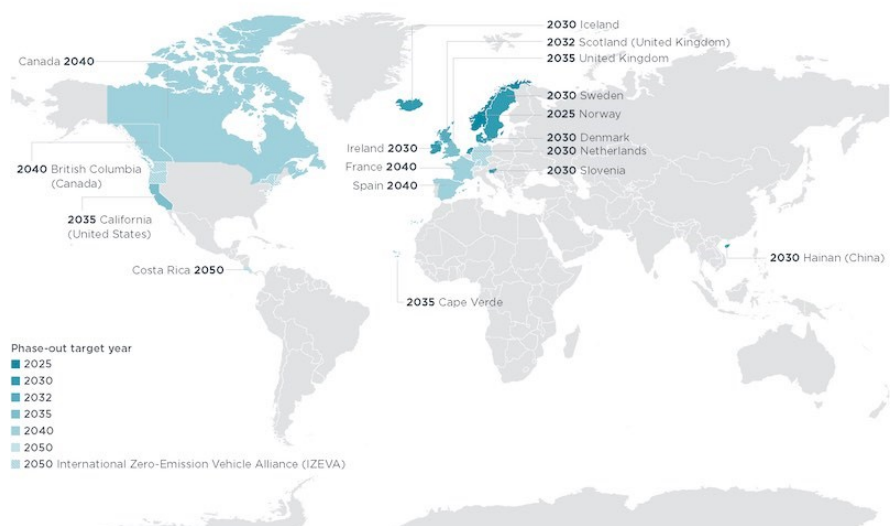 2030 Iceland
2032 Scotland (United Kingdom)
2035 United Kingdom
Canada 2040
2030 Sweden
2025 Norway
2030 Denmark
2030 Netherlands
2030 Slovenia
Ireland 2030
France 2040
Spain 2040
2040 British Columbia
(Canada)
2035 California
(United States)
Costa Rica 2050
2030 Hainan (China)
2035 Cape Verde
Phase-out target year
2025
2030
2032
2035
2040
2050
2050 International Zero-Emission Vehicle Alliance (IZEVA)